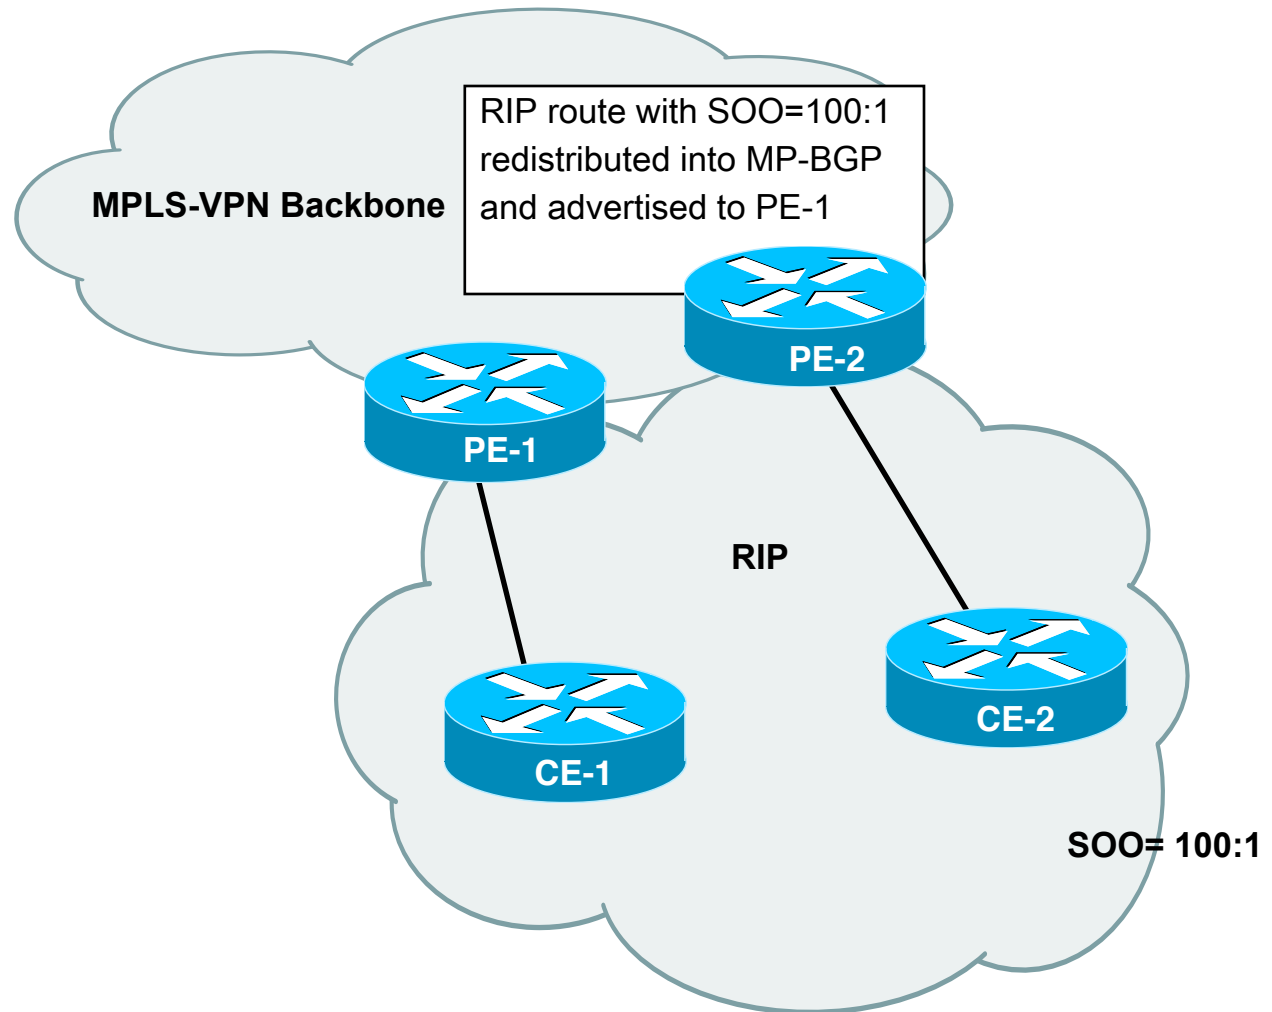 RIP route with SOO=100:1
redistributed into MP-BGP
and advertised to PE-1
MPLS-VPN Backbone
PE-2
PE-1
RIP
CE-2
CE-1
SOO= 100:1